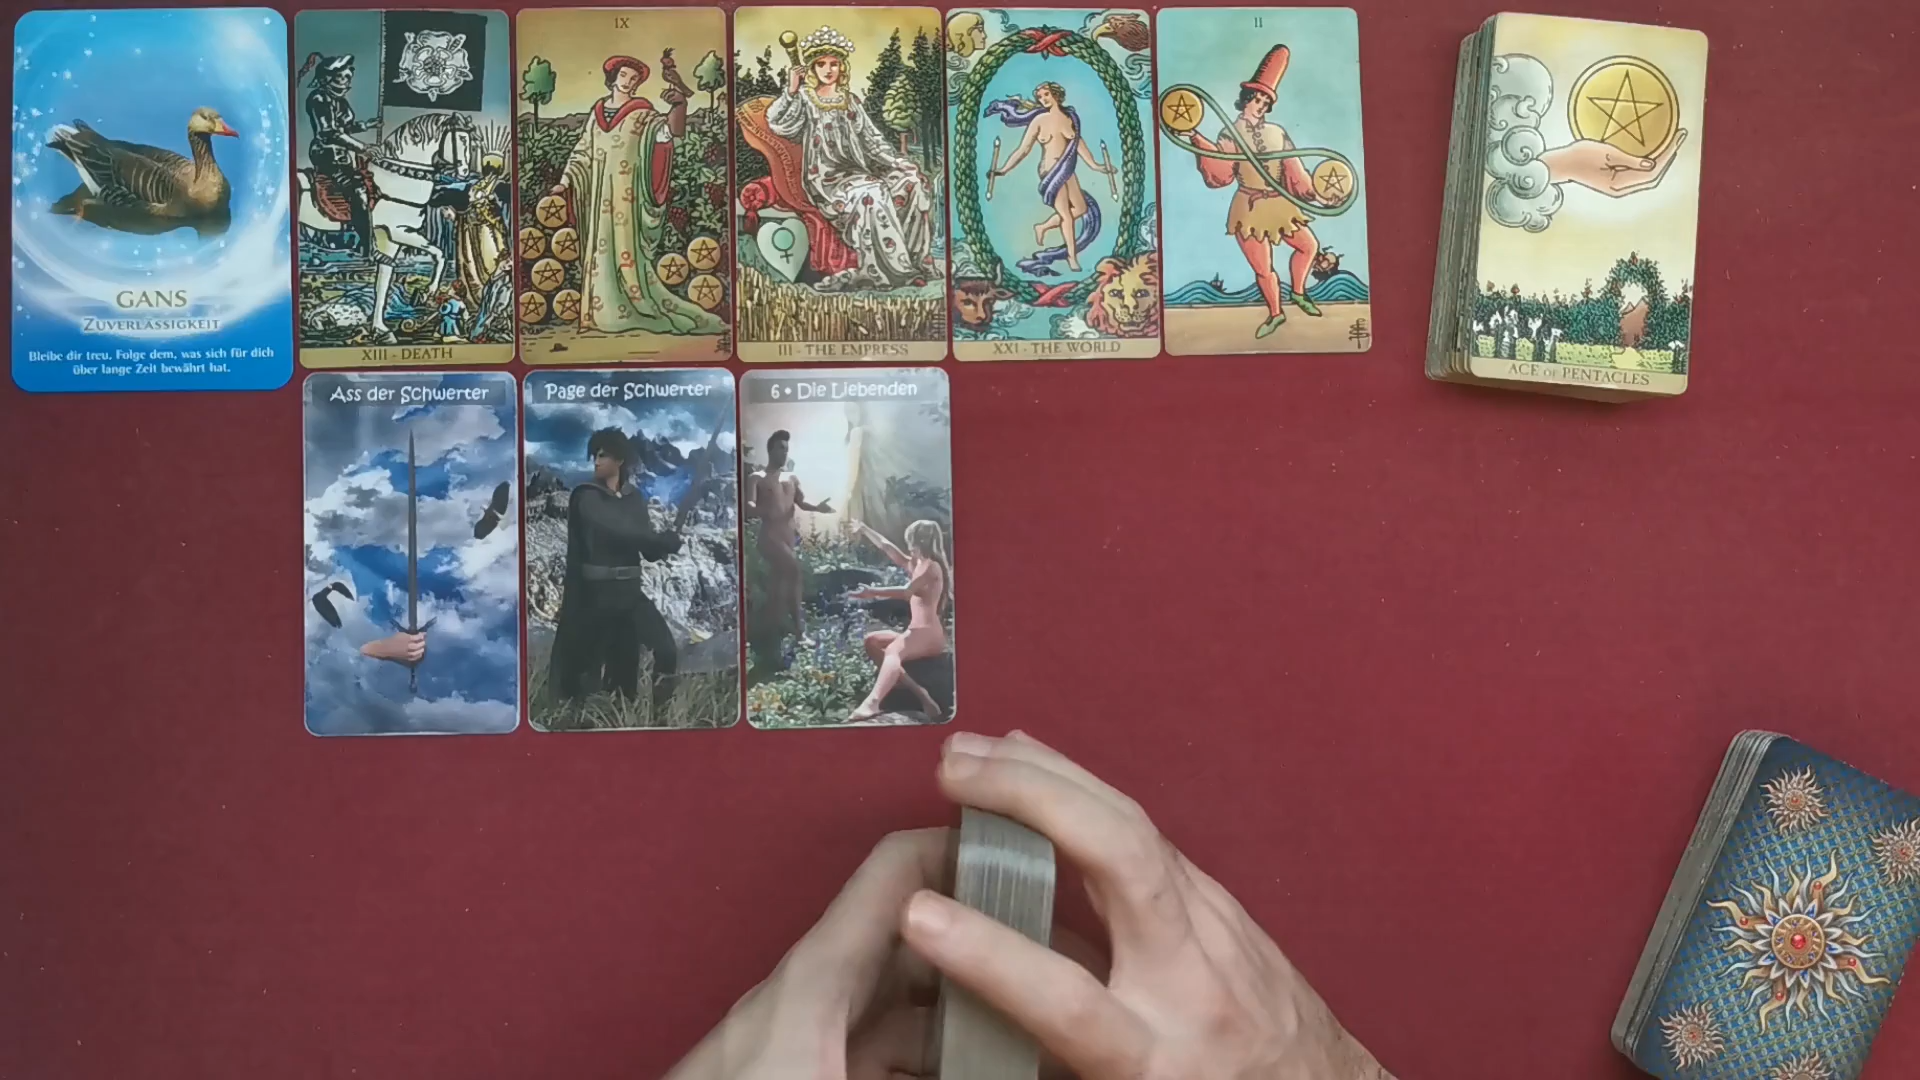 GANS
ZUVERLÄSSIGKEIT
Bleibe dir treu. Folge dem, was sich für dich
über lange Zeit bewährt hat.
XIII - DEATH
IX
III - THE EMPRESS
XXI - THE WORLD
II
ACE OF PENTACLES
Ass der Schwerter
Page der Schwerter
6 • Die Liebenden